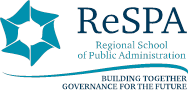 ReSPA
Regional School
of Public Administration
BUILDING TOGETHER
GOVERNANCE FOR THE FUTURE